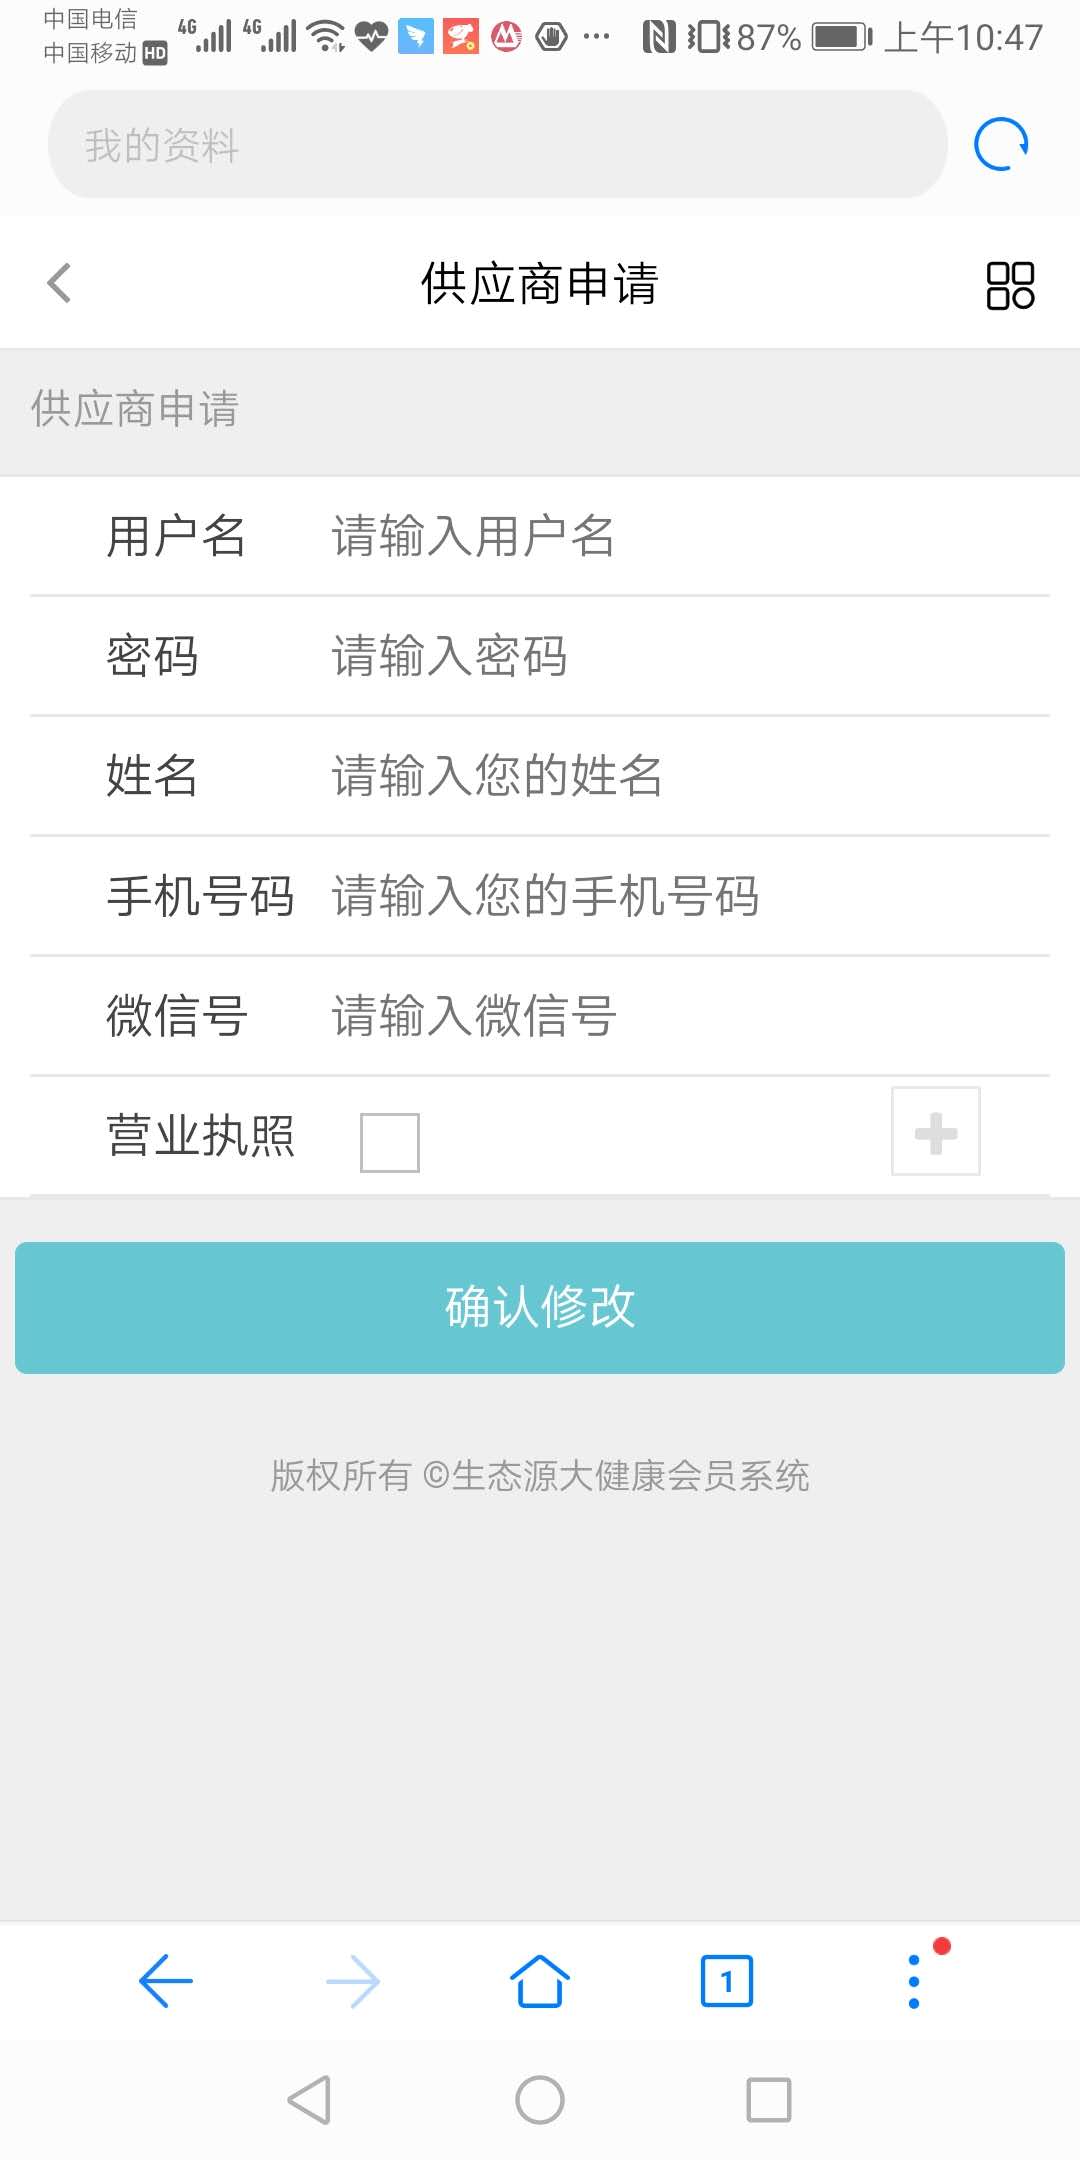 中国电信
中国移动 HD
4G 4G 87% 上午10:47
我的资料
供应商申请
供应商申请
用户名 请输入用户名
密码 请输入密码
姓名 请输入您的姓名
手机号码 请输入您的手机号码
微信号 请输入微信号
营业执照
确认修改
版权所有 ©生态源大健康会员系统
1